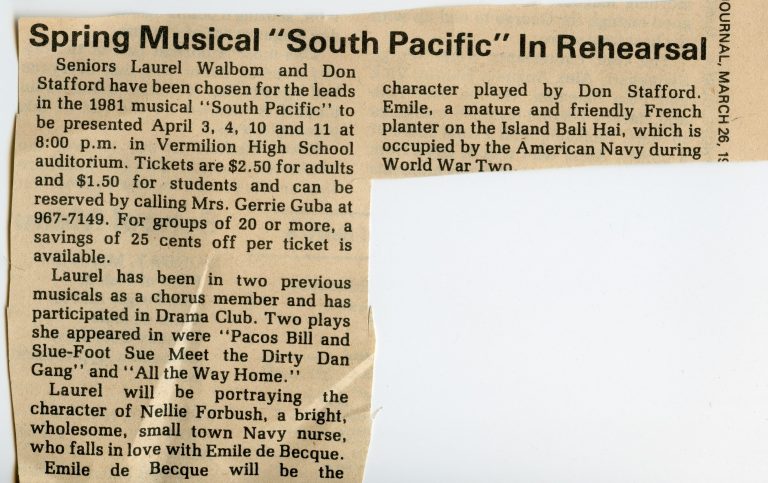 Spring Musical "South Pacific" In Rehearsal
Seniors Laurel Walbom and Don
Stafford have been chosen for the leads
in the 1981 musical "South Pacific" to
be presented April 3, 4, 10 and 11 at
8:00 p.m. in Vermilion High School
auditorium. Tickets are $2.50 for adults
and $1.50 for students and can be
reserved by calling Mrs. Gerrie Guba at
967-7149. For groups of 20 or more, a
savings of 25 cents off per ticket is
available.
Laurel has been in two previous
musicals as a chorus member and has
participated in Drama Club. Two plays
she appeared in were "Pacos Bill and
Slue-Foot Sue Meet the Dirty Dan
Gang" and "All the Way Home."
Laurel will be portraying the
character of Nellie Forbush, a bright,
wholesome, small town Navy nurse,
who falls in love with Emile de Becque.
Emile de Becque will be the
character played by Don Stafford.
Emile, a mature and friendly French
planter on the Island Bali Hai, which is
occupied by the American Navy during
World War Two.
OURNAL, MARCH 26, 19